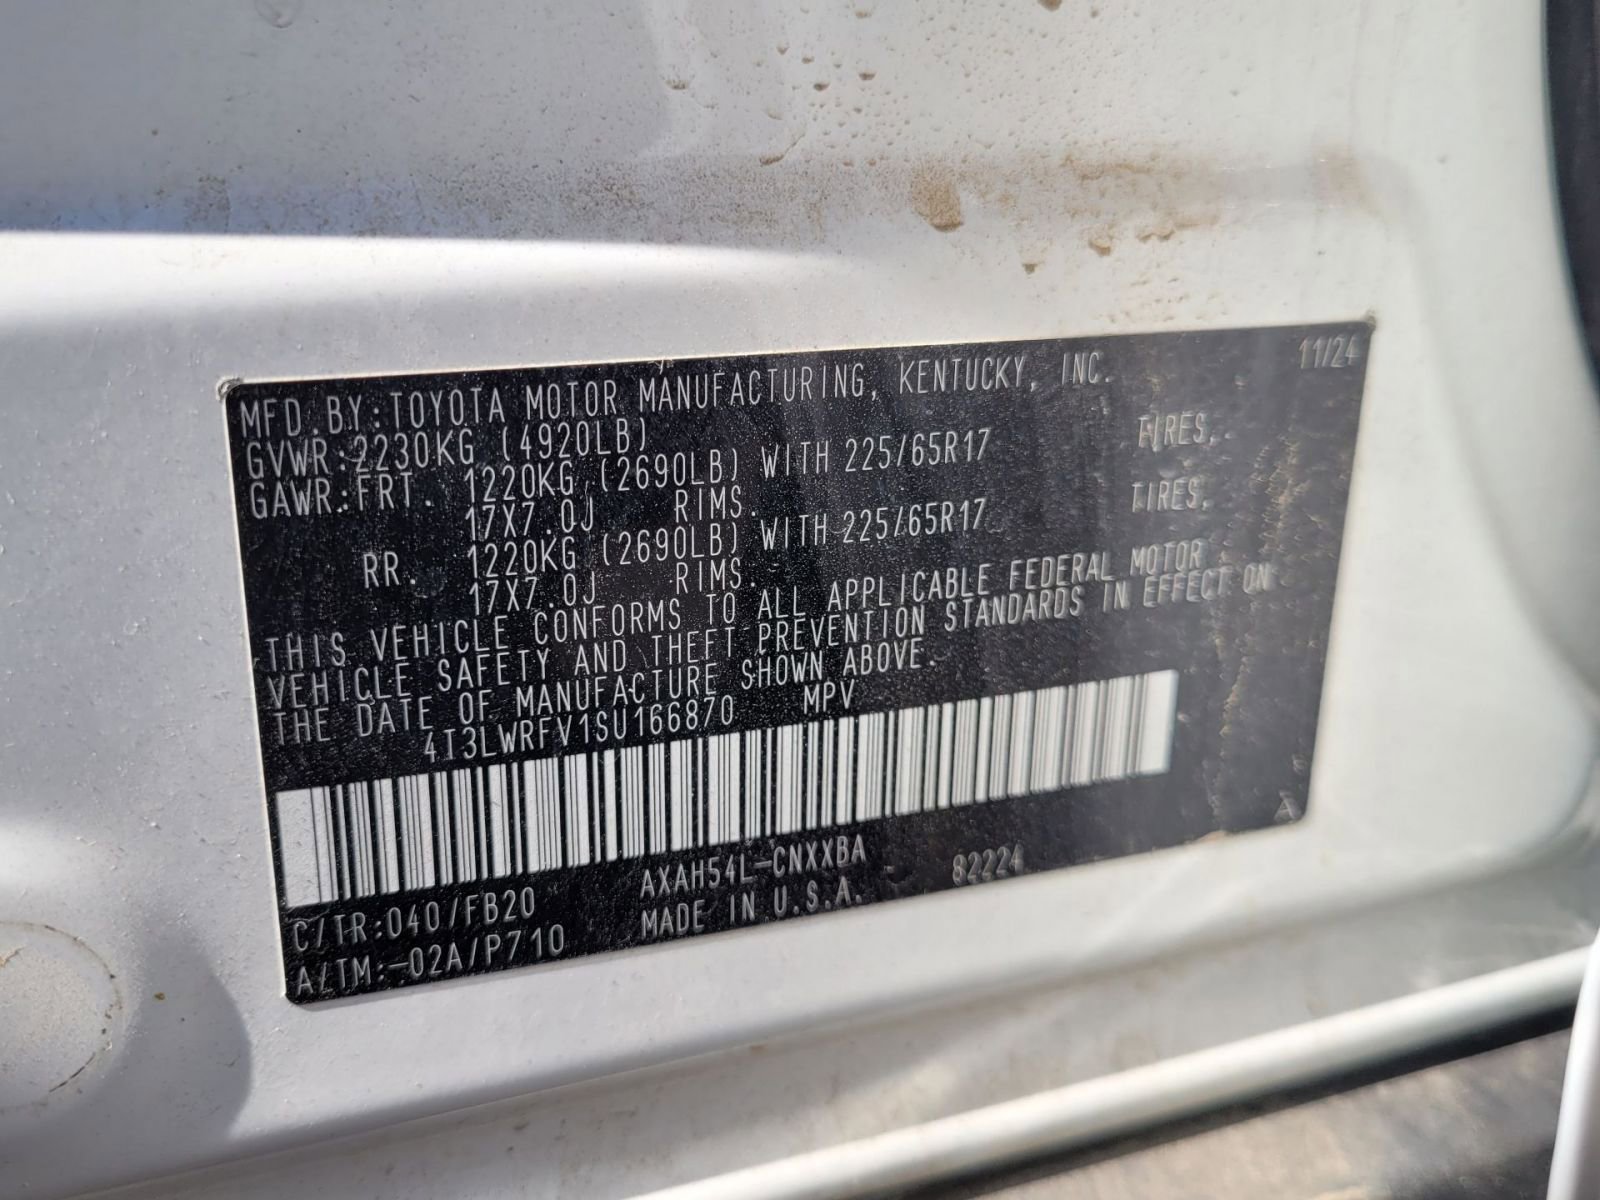 11/24
MFD.BY:TOYOTA MOTOR MANUFACTURING, KENTUCKY, INC.
GVWR:2230KG (4920LB)
GAWR:FRT. 1220KG (2690LB) WITH 225/65R17 TIRES,
17X7.0J RIMS.
RR. 1220KG (2690LB) WITH 225/65R17 TIRES,
17X7.0J RIMS.
THIS VEHICLE CONFORMS TO ALL APPLICABLE FEDERAL MOTOR
VEHICLE SAFETY AND THEFT PREVENTION STANDARDS IN EFFECT ON
THE DATE OF MANUFACTURE SHOWN ABOVE.
4T3LWRFV1SU166870 MPV
C/TR:040/FB20 AXAH54L-CNXXBA 82224
A/TM:-02A/P710 MADE IN U.S.A.
A